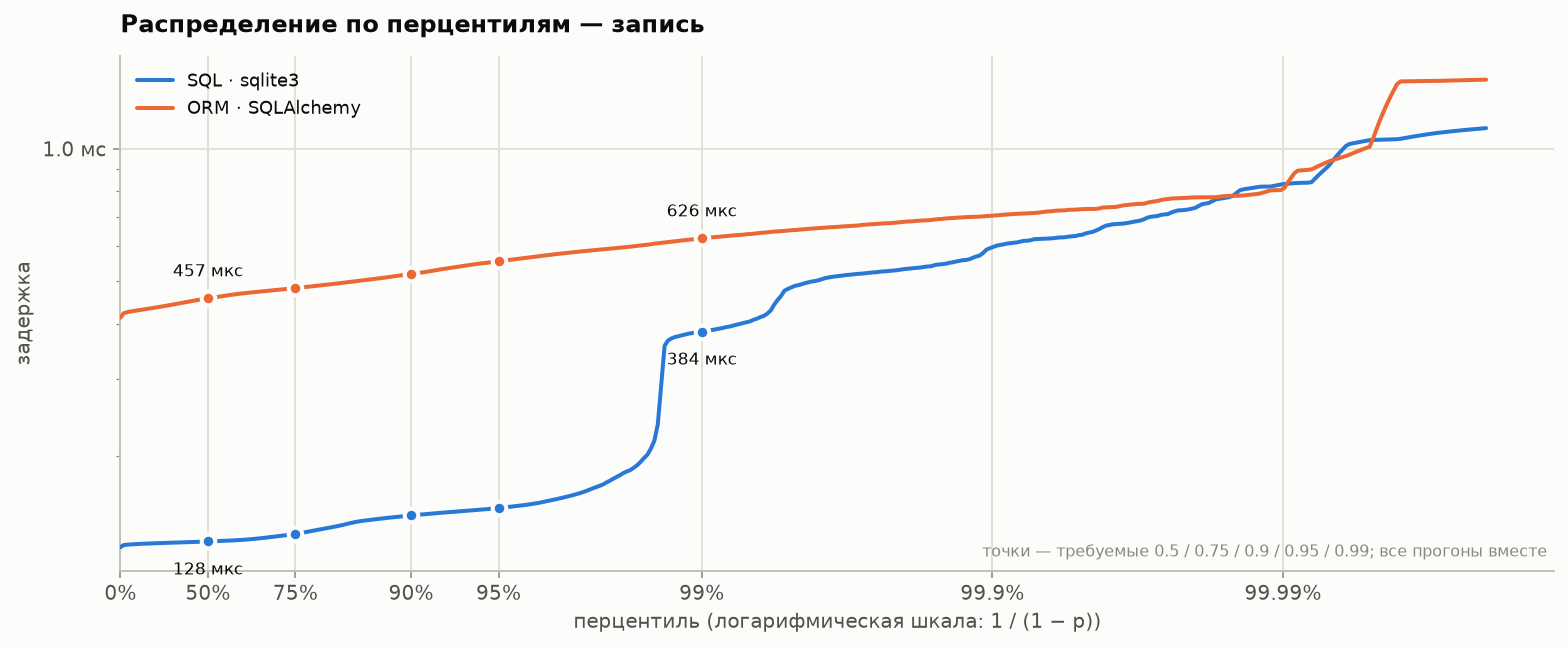 Распределение по перцентилям — запись
SQL · sqlite3
ORM · SQLAlchemy
1.0 мс
задержка
626 мкс
457 мкс
384 мкс
128 мкс
точки — требуемые 0.5 / 0.75 / 0.9 / 0.95 / 0.99; все прогоны вместе
0% 50% 75% 90% 95% 99% 99.9% 99.99%
перцентиль (логарифмическая шкала: 1 / (1 − p))